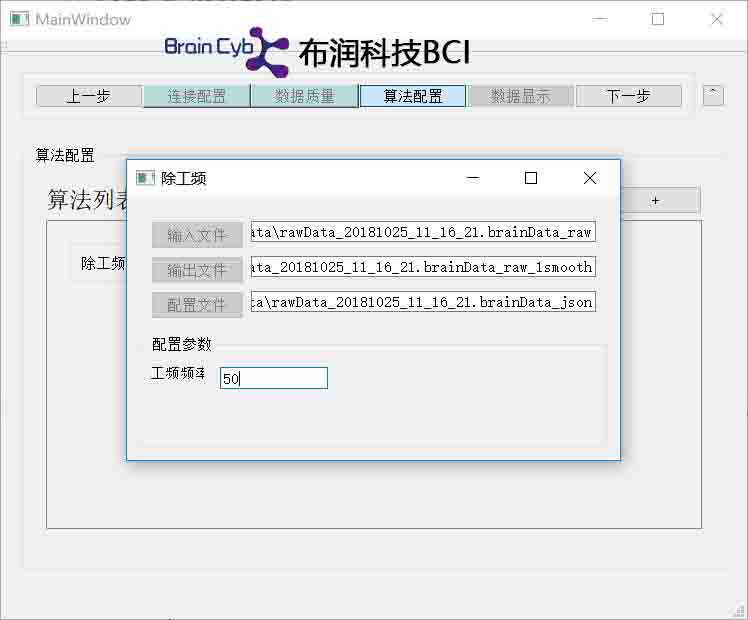 MainWindow
Brain Cyb 布润科技BCI
上一步 连接配置 数据质量 算法配置 数据显示 下一步 ^
算法配置
算法列表 +
除工频
除工频
输入文件 ata\rawData_20181025_11_16_21.brainData_raw
输出文件 ata_20181025_11_16_21.brainData_raw_1smooth
配置文件 ta\rawData_20181025_11_16_21.brainData_json
配置参数
工频频率 50